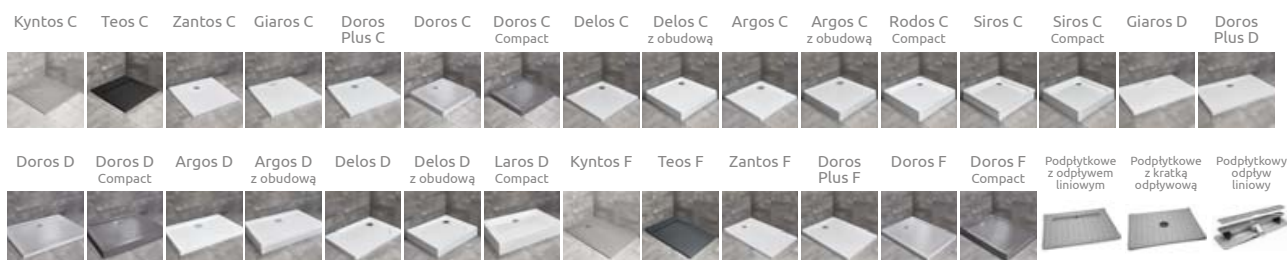 Kyntos C Teos C Zantos C Giaros C Doros Plus C Doros C Doros C Compact Delos C Delos C z obudową Argos C Argos C z obudową Rodos C Compact Siros C Siros C Compact Giaros D Doros Plus D
Doros D Doros D Compact Argos D Argos D z obudową Delos D Delos D z obudową Laros D Compact Kyntos F Teos F Zantos F Doros Plus F Doros F Doros F Compact Podpłytkowe z odpływem liniowym Podpłytkowe z kratką odpływową Podpłytkowy odpływ liniowy